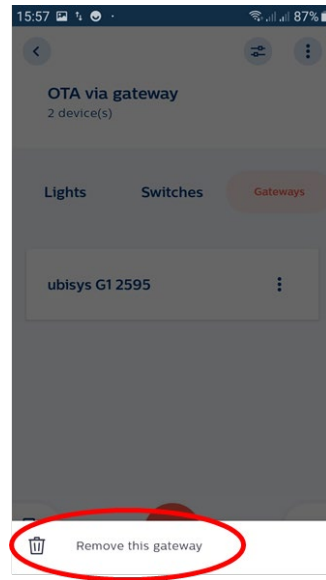 15:57 87%
OTA via gateway
2 device(s)
Lights Switches Gateways
ubisys G1 2595
Remove this gateway